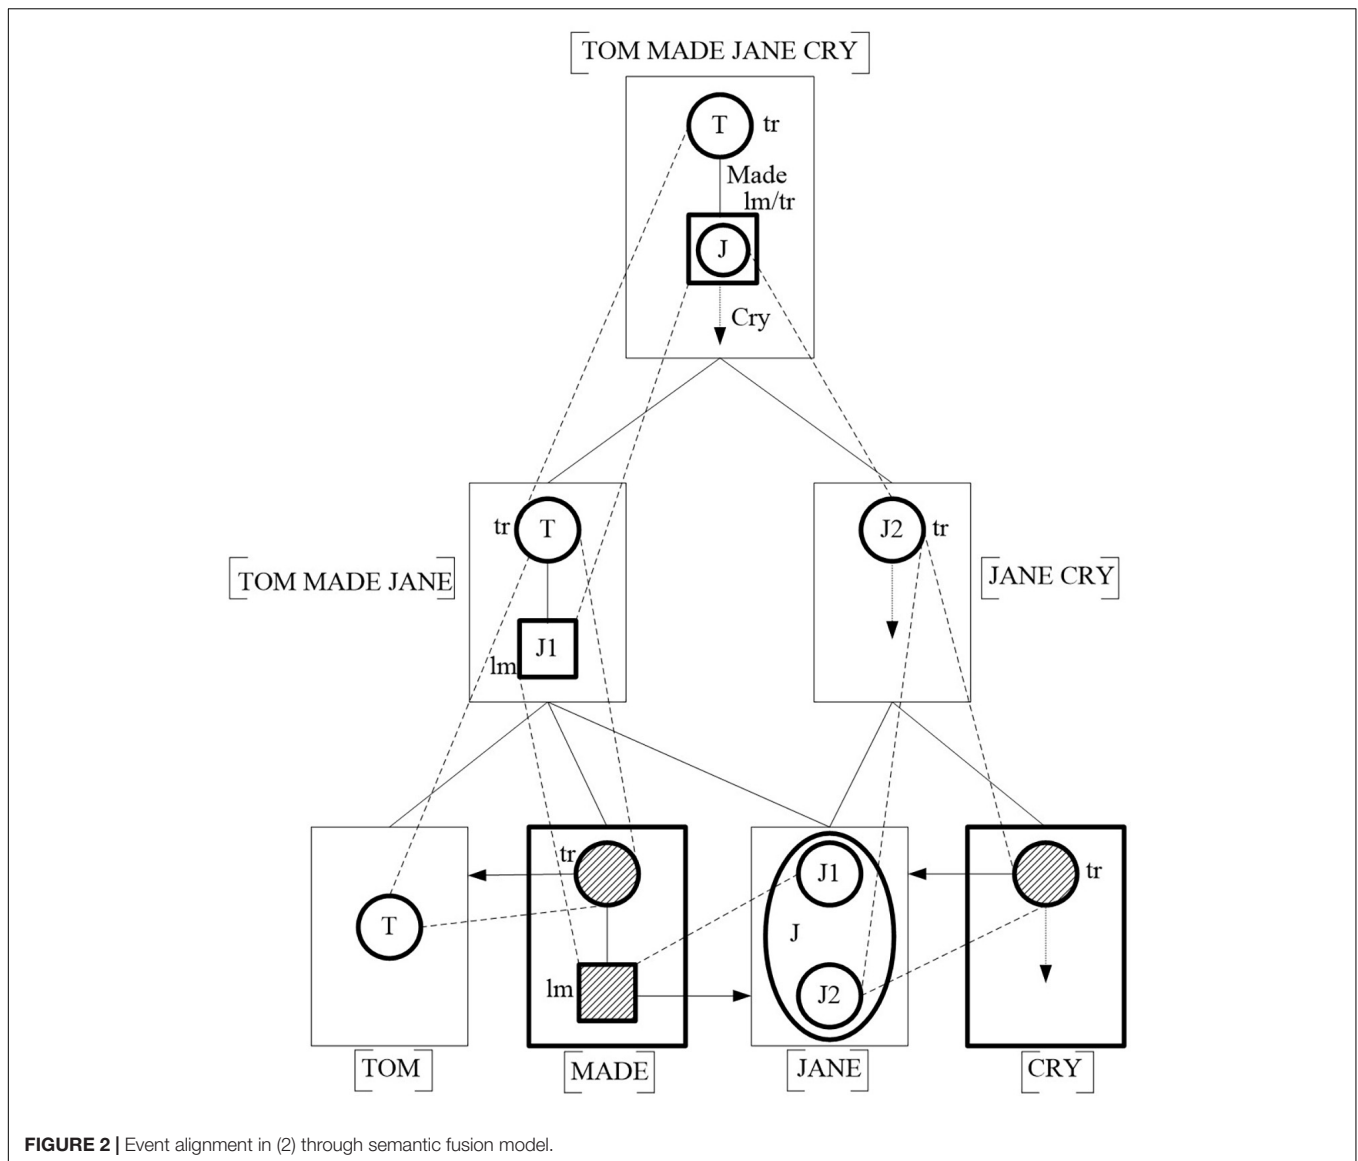 TOM MADE JANE CRY
T tr
Made
lm/tr
J
Cry
tr T
J2 tr
TOM MADE JANE
JANE CRY
J1
lm
tr
J1
tr
T
J
lm
J2
TOM
MADE
JANE
CRY
FIGURE 2 | Event alignment in (2) through semantic fusion model.